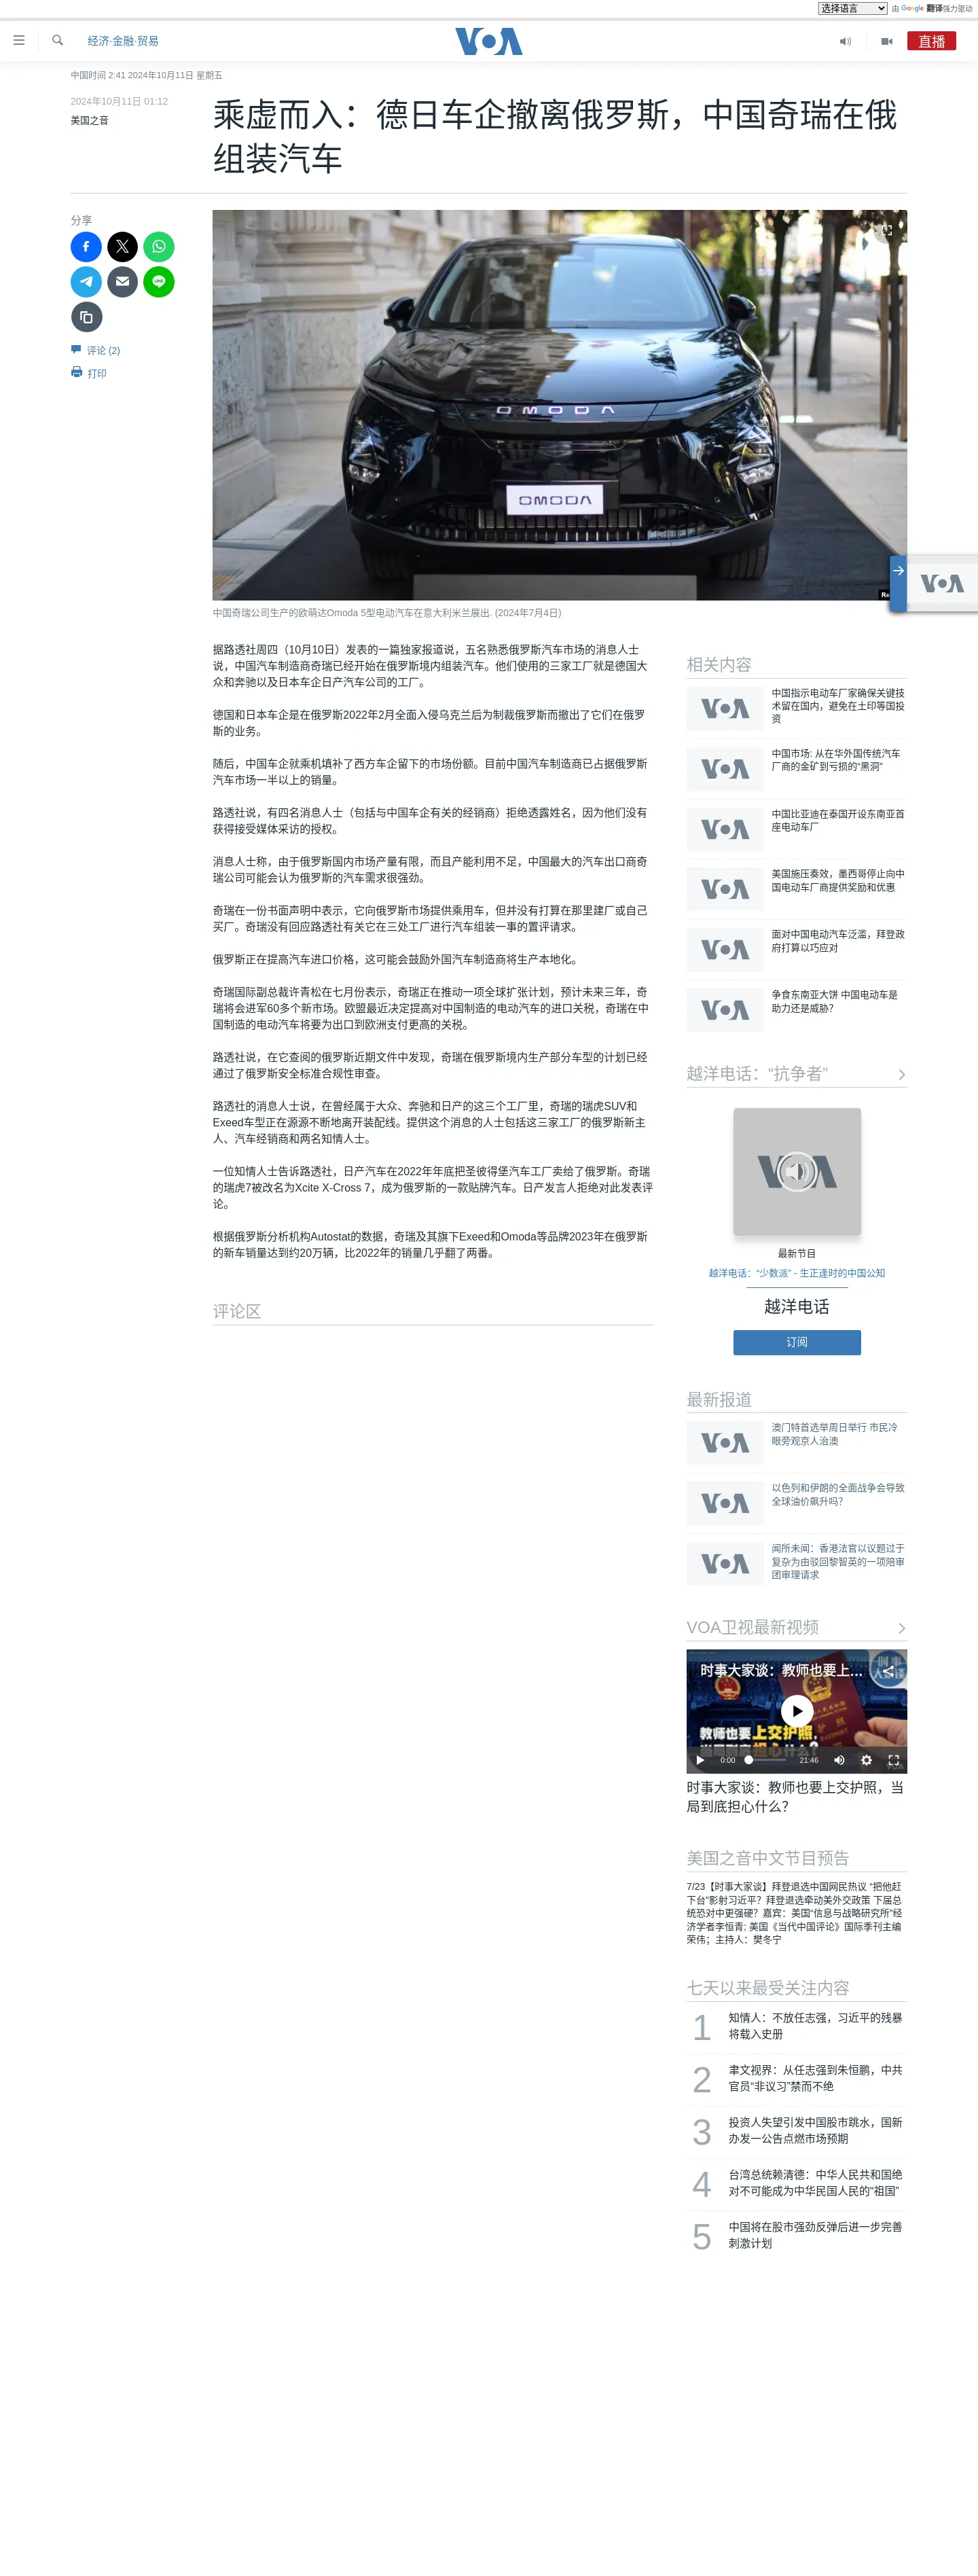 选择语言 由 Google 翻译强力驱动
经济·金融·贸易
VOA
直播
中国时间 2:41 2024年10月11日 星期五
2024年10月11日 01:12
美国之音
乘虚而入：德日车企撤离俄罗斯，中国奇瑞在俄
组装汽车
分享
评论 (2)
打印
OMODA
OMODA
中国奇瑞公司生产的欧萌达Omoda 5型电动汽车在意大利米兰展出. (2024年7月4日)
据路透社周四（10月10日）发表的一篇独家报道说，五名熟悉俄罗斯汽车市场的消息人士
说，中国汽车制造商奇瑞已经开始在俄罗斯境内组装汽车。他们使用的三家工厂就是德国大
众和奔驰以及日本车企日产汽车公司的工厂。
德国和日本车企是在俄罗斯2022年2月全面入侵乌克兰后为制裁俄罗斯而撤出了它们在俄罗
斯的业务。
随后，中国车企就乘机填补了西方车企留下的市场份额。目前中国汽车制造商已占据俄罗斯
汽车市场一半以上的销量。
路透社说，有四名消息人士（包括与中国车企有关的经销商）拒绝透露姓名，因为他们没有
获得接受媒体采访的授权。
消息人士称，由于俄罗斯国内市场产量有限，而且产能利用不足，中国最大的汽车出口商奇
瑞公司可能会认为俄罗斯的汽车需求很强劲。
奇瑞在一份书面声明中表示，它向俄罗斯市场提供乘用车，但并没有打算在那里建厂或自己
买厂。奇瑞没有回应路透社有关它在三处工厂进行汽车组装一事的置评请求。
俄罗斯正在提高汽车进口价格，这可能会鼓励外国汽车制造商将生产本地化。
奇瑞国际副总裁许青松在七月份表示，奇瑞正在推动一项全球扩张计划，预计未来三年，奇
瑞将会进军60多个新市场。欧盟最近决定提高对中国制造的电动汽车的进口关税，奇瑞在中
国制造的电动汽车将要为出口到欧洲支付更高的关税。
路透社说，在它查阅的俄罗斯近期文件中发现，奇瑞在俄罗斯境内生产部分车型的计划已经
通过了俄罗斯安全标准合规性审查。
路透社的消息人士说，在曾经属于大众、奔驰和日产的这三个工厂里，奇瑞的瑞虎SUV和
Exeed车型正在源源不断地离开装配线。提供这个消息的人士包括这三家工厂的俄罗斯新主
人、汽车经销商和两名知情人士。
一位知情人士告诉路透社，日产汽车在2022年年底把圣彼得堡汽车工厂卖给了俄罗斯。奇瑞
的瑞虎7被改名为Xcite X-Cross 7，成为俄罗斯的一款贴牌汽车。日产发言人拒绝对此发表评
论。
根据俄罗斯分析机构Autostat的数据，奇瑞及其旗下Exeed和Omoda等品牌2023年在俄罗斯
的新车销量达到约20万辆，比2022年的销量几乎翻了两番。
评论区
VOA
相关内容
VOA
中国指示电动车厂家确保关键技
术留在国内，避免在土印等国投
资
VOA
中国市场: 从在华外国传统汽车
厂商的金矿到亏损的“黑洞”
VOA
中国比亚迪在泰国开设东南亚首
座电动车厂
VOA
美国施压奏效，墨西哥停止向中
国电动车厂商提供奖励和优惠
VOA
面对中国电动汽车泛滥，拜登政
府打算以巧应对
VOA
争食东南亚大饼 中国电动车是
助力还是威胁?
越洋电话：“抗争者”
VOA
最新节目
越洋电话：“少数派” - 生正逢时的中国公知
越洋电话
订阅
最新报道
VOA
澳门特首选举周日举行 市民冷
眼旁观京人治澳
VOA
以色列和伊朗的全面战争会导致
全球油价飙升吗？
VOA
闻所未闻：香港法官以议题过于
复杂为由驳回黎智英的一项陪审
团审理请求
VOA卫视最新视频
时事大家谈：教师也要上…
时事
大家谈
教师也要上交护照，
当局到底担心什么？
0:00
21:46
时事大家谈：教师也要上交护照，当
局到底担心什么？
美国之音中文节目预告
7/23【时事大家谈】拜登退选中国网民热议 “把他赶
下台”影射习近平？拜登退选牵动美外交政策 下届总
统恐对中更强硬？嘉宾：美国“信息与战略研究所”经
济学者李恒青; 美国《当代中国评论》国际季刊主编
荣伟；主持人：樊冬宁
七天以来最受关注内容
1 知情人：不放任志强，习近平的残暴
将载入史册
2 聿文视界：从任志强到朱恒鹏，中共
官员“非议习”禁而不绝
3 投资人失望引发中国股市跳水，国新
办发一公告点燃市场预期
4 台湾总统赖清德：中华人民共和国绝
对不可能成为中华民国人民的“祖国”
5 中国将在股市强劲反弹后进一步完善
刺激计划